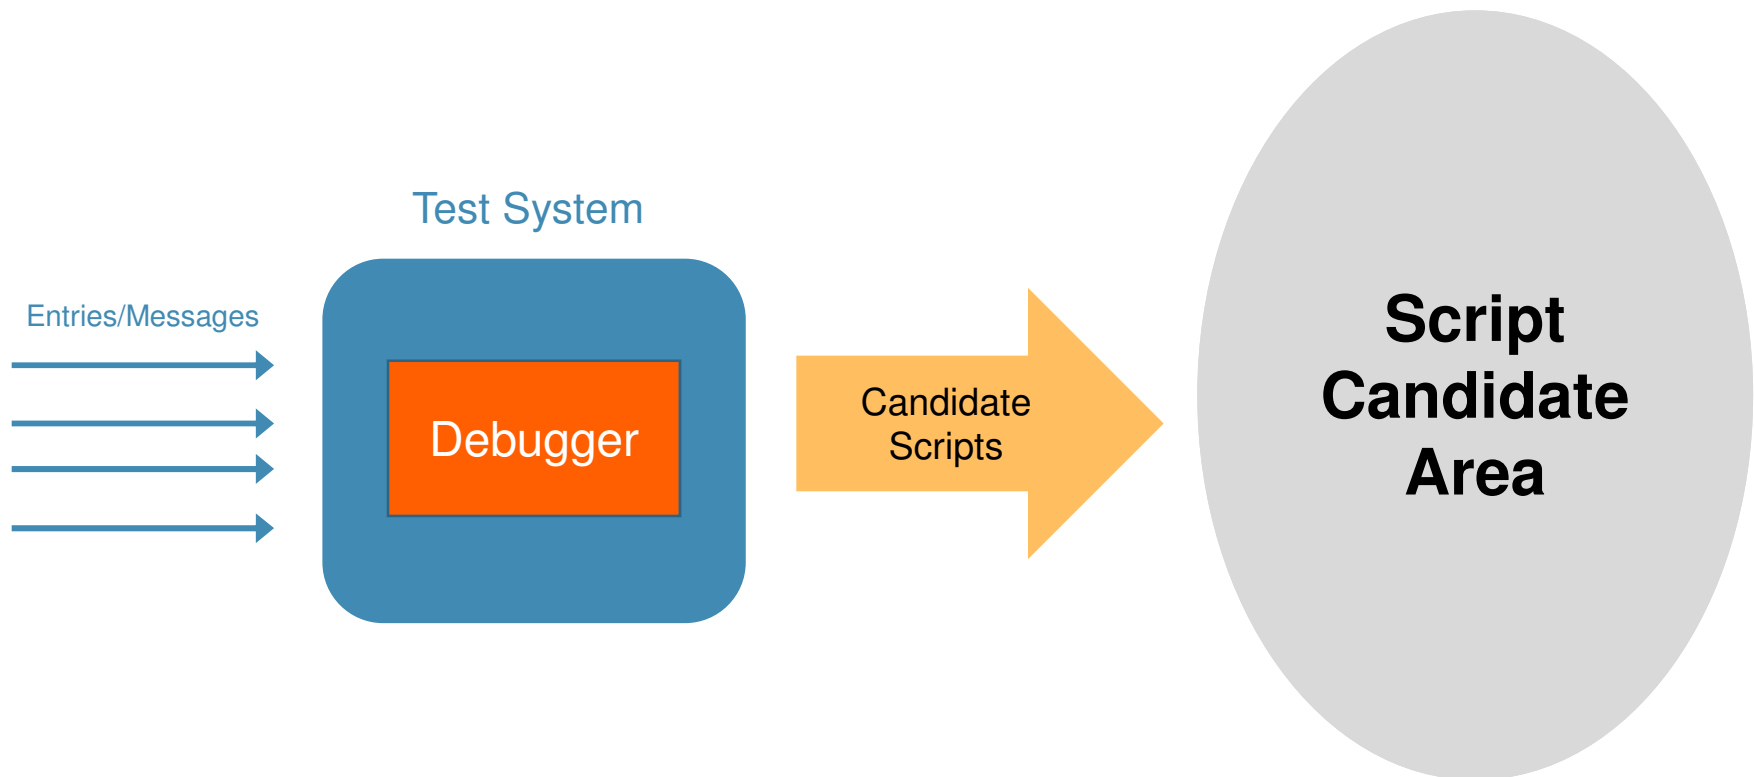 Test System
Entries/Messages
Debugger
Candidate
Scripts
Script
Candidate
Area